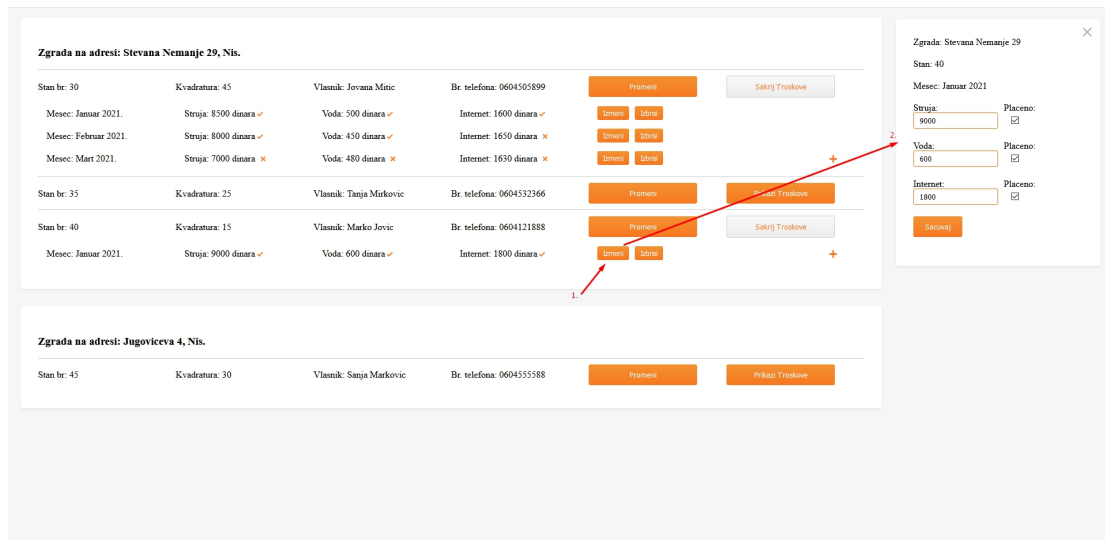 Zgrada na adresi: Stevana Nemanje 29, Nis.
Stan br: 30 Kvadratura: 45 Vlasnik: Jovana Mitic Br. telefona: 0604505899 Promeni Sakrij Troskove
Mesec: Januar 2021. Struja: 8500 dinara ✓ Voda: 500 dinara ✓ Internet: 1600 dinara ✓ Izmeni Izbrisi
Mesec: Februar 2021. Struja: 8000 dinara ✓ Voda: 450 dinara ✓ Internet: 1650 dinara × Izmeni Izbrisi
Mesec: Mart 2021. Struja: 7000 dinara × Voda: 480 dinara × Internet: 1630 dinara × Izmeni Izbrisi +
Stan br: 35 Kvadratura: 25 Vlasnik: Tanja Mirkovic Br. telefona: 0604532366 Promeni Prikazi Troskove
Stan br: 40 Kvadratura: 15 Vlasnik: Marko Jovic Br. telefona: 0604121888 Promeni Sakrij Troskove
Mesec: Januar 2021. Struja: 9000 dinara ✓ Voda: 600 dinara ✓ Internet: 1800 dinara ✓ Izmeni Izbrisi +
1.
Zgrada na adresi: Jugoviceva 4, Nis.
Stan br: 45 Kvadratura: 30 Vlasnik: Sanja Markovic Br. telefona: 0604555588 Promeni Prikazi Troskove
2.
×
Zgrada: Stevana Nemanje 29
Stan: 40
Mesec: Januar 2021
Struja: Placeno:
9000 ☑
Voda: Placeno:
600 ☑
Internet: Placeno:
1800 ☑
Sacuvaj